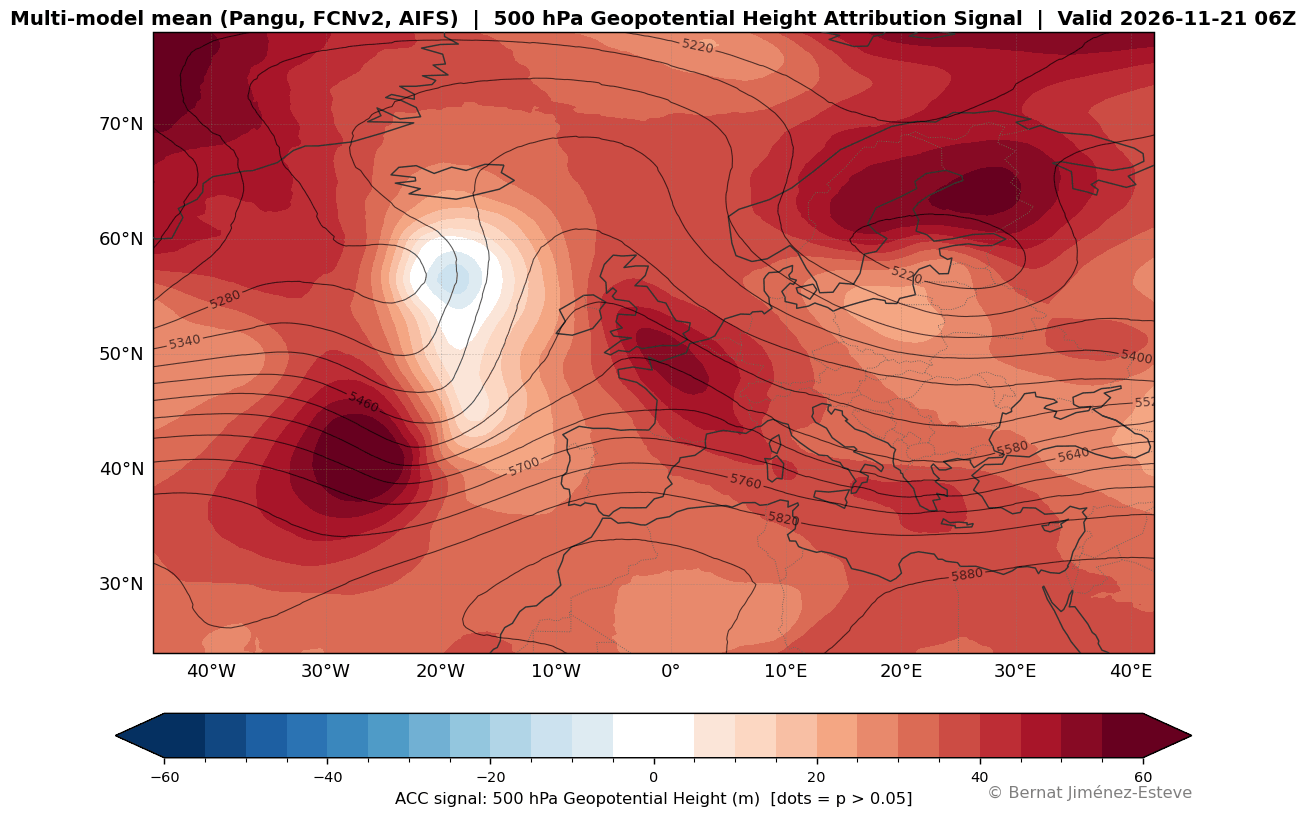 Multi-model mean (Pangu, FCNv2, AIFS) | 500 hPa Geopotential Height Attribution Signal | Valid 2026-11-21 06Z
5220
70°N
60°N
5220
5280
5340
50°N
5400
5460
552
5580
5640
5700
40°N
5760
5820
5880
30°N
40°W 30°W 20°W 10°W 0° 10°E 20°E 30°E 40°E
−60 −40 −20 0 20 40 60
ACC signal: 500 hPa Geopotential Height (m) [dots = p > 0.05]
© Bernat Jiménez-Esteve